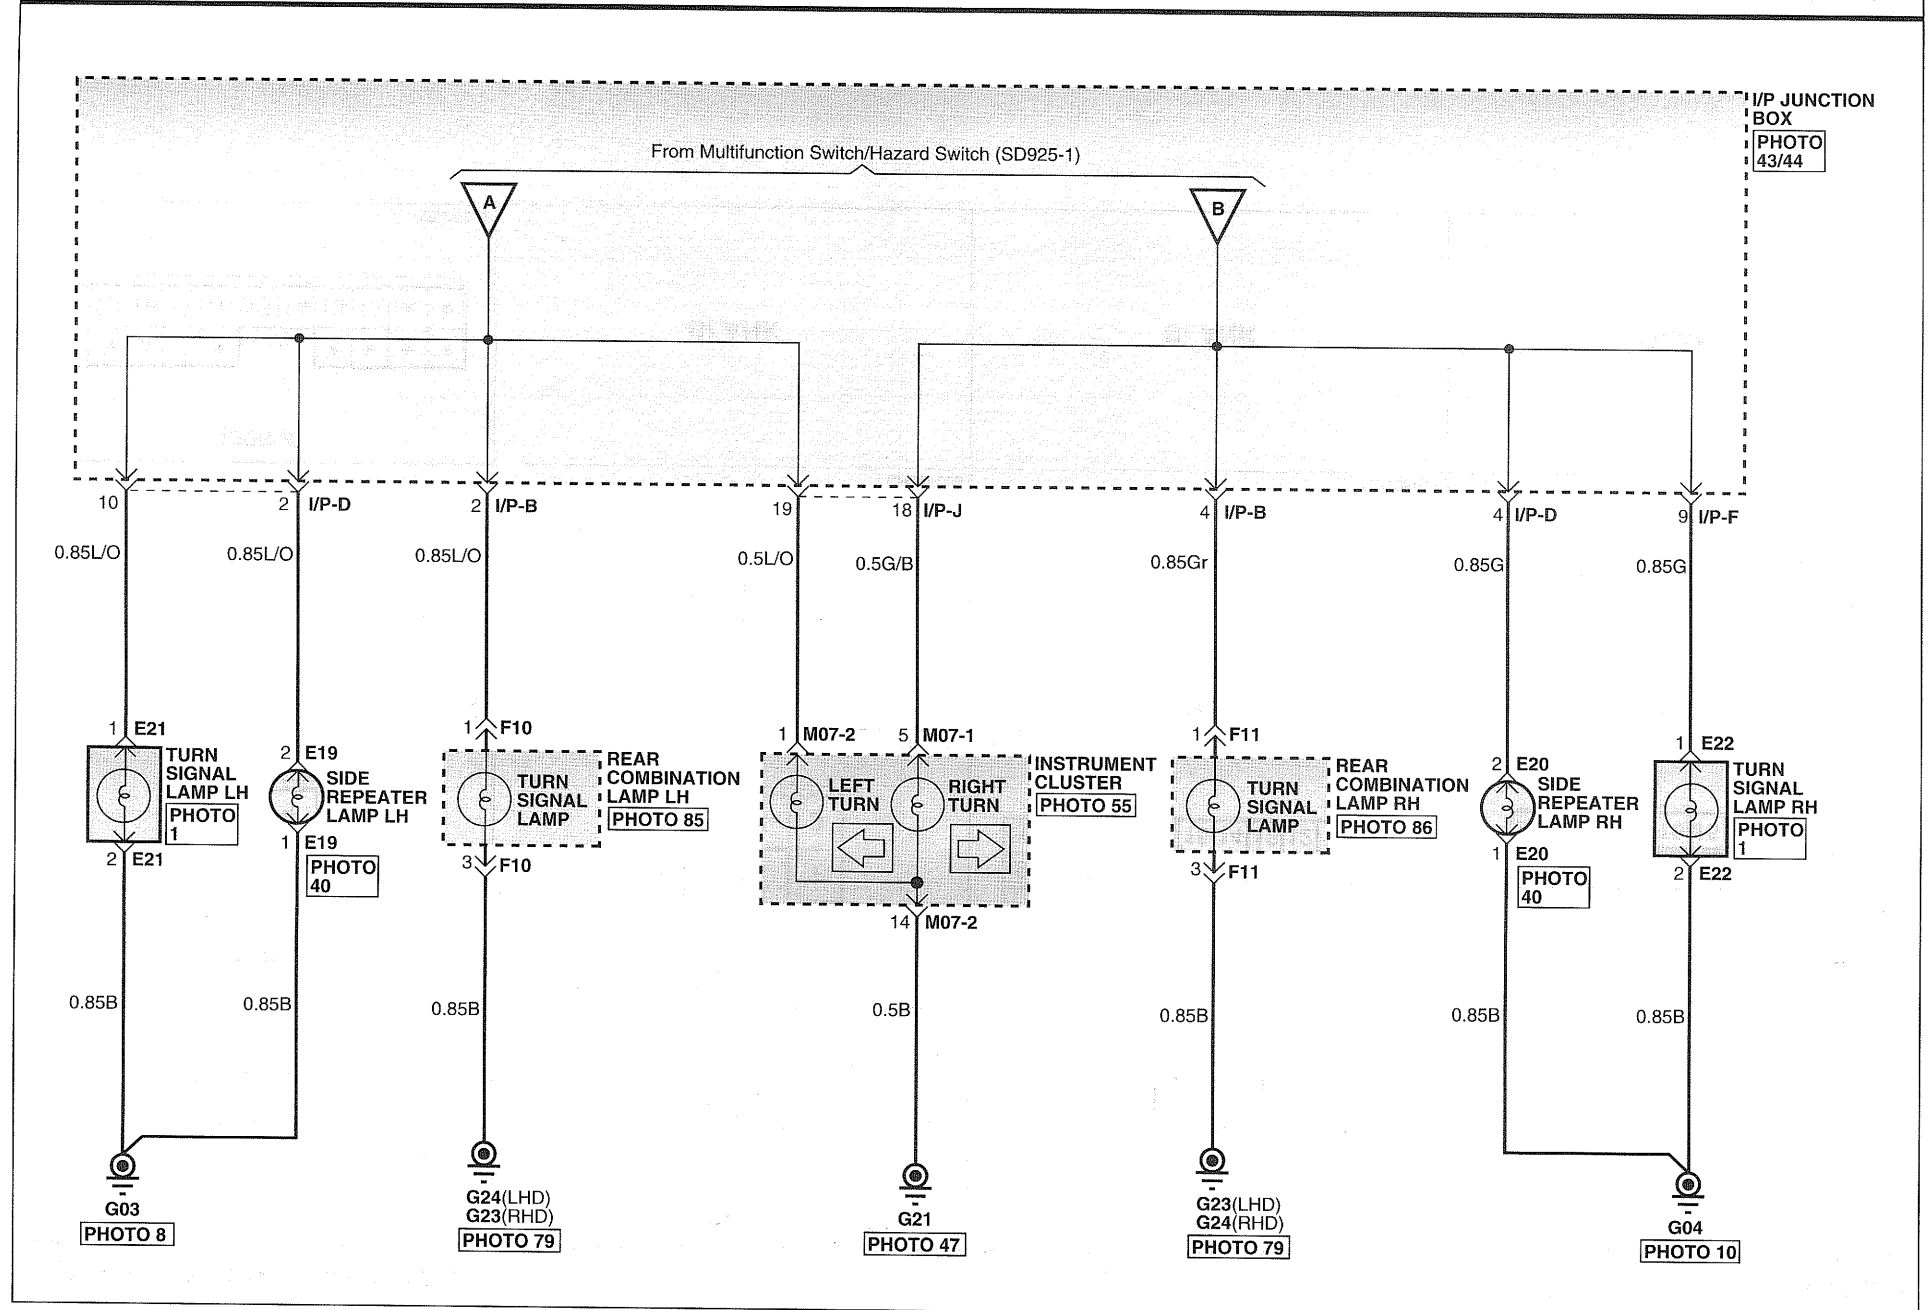 I/P JUNCTION
BOX
PHOTO
43/44
From Multifunction Switch/Hazard Switch (SD925-1)
A
B
10
2 I/P-D
2 I/P-B
19
18 I/P-J
4 I/P-B
4 I/P-D
9 I/P-F
0.85L/O
0.85L/O
0.85L/O
0.5L/O
0.5G/B
0.85Gr
0.85G
0.85G
1 E21
TURN
SIGNAL
LAMP LH
PHOTO
1
2 E21
2 E19
SIDE
REPEATER
LAMP LH
1 E19
PHOTO
40
1 F10
TURN
SIGNAL
LAMP
REAR
COMBINATION
LAMP LH
PHOTO 85
3 F10
1 M07-2
5 M07-1
LEFT
TURN
RIGHT
TURN
INSTRUMENT
CLUSTER
PHOTO 55
14 M07-2
1 F11
TURN
SIGNAL
LAMP
REAR
COMBINATION
LAMP RH
PHOTO 86
3 F11
2 E20
SIDE
REPEATER
LAMP RH
1 E20
PHOTO
40
1 E22
TURN
SIGNAL
LAMP RH
PHOTO
1
2 E22
0.85B
0.85B
0.85B
0.5B
0.85B
0.85B
0.85B
G03
PHOTO 8
G24(LHD)
G23(RHD)
PHOTO 79
G21
PHOTO 47
G23(LHD)
G24(RHD)
PHOTO 79
G04
PHOTO 10